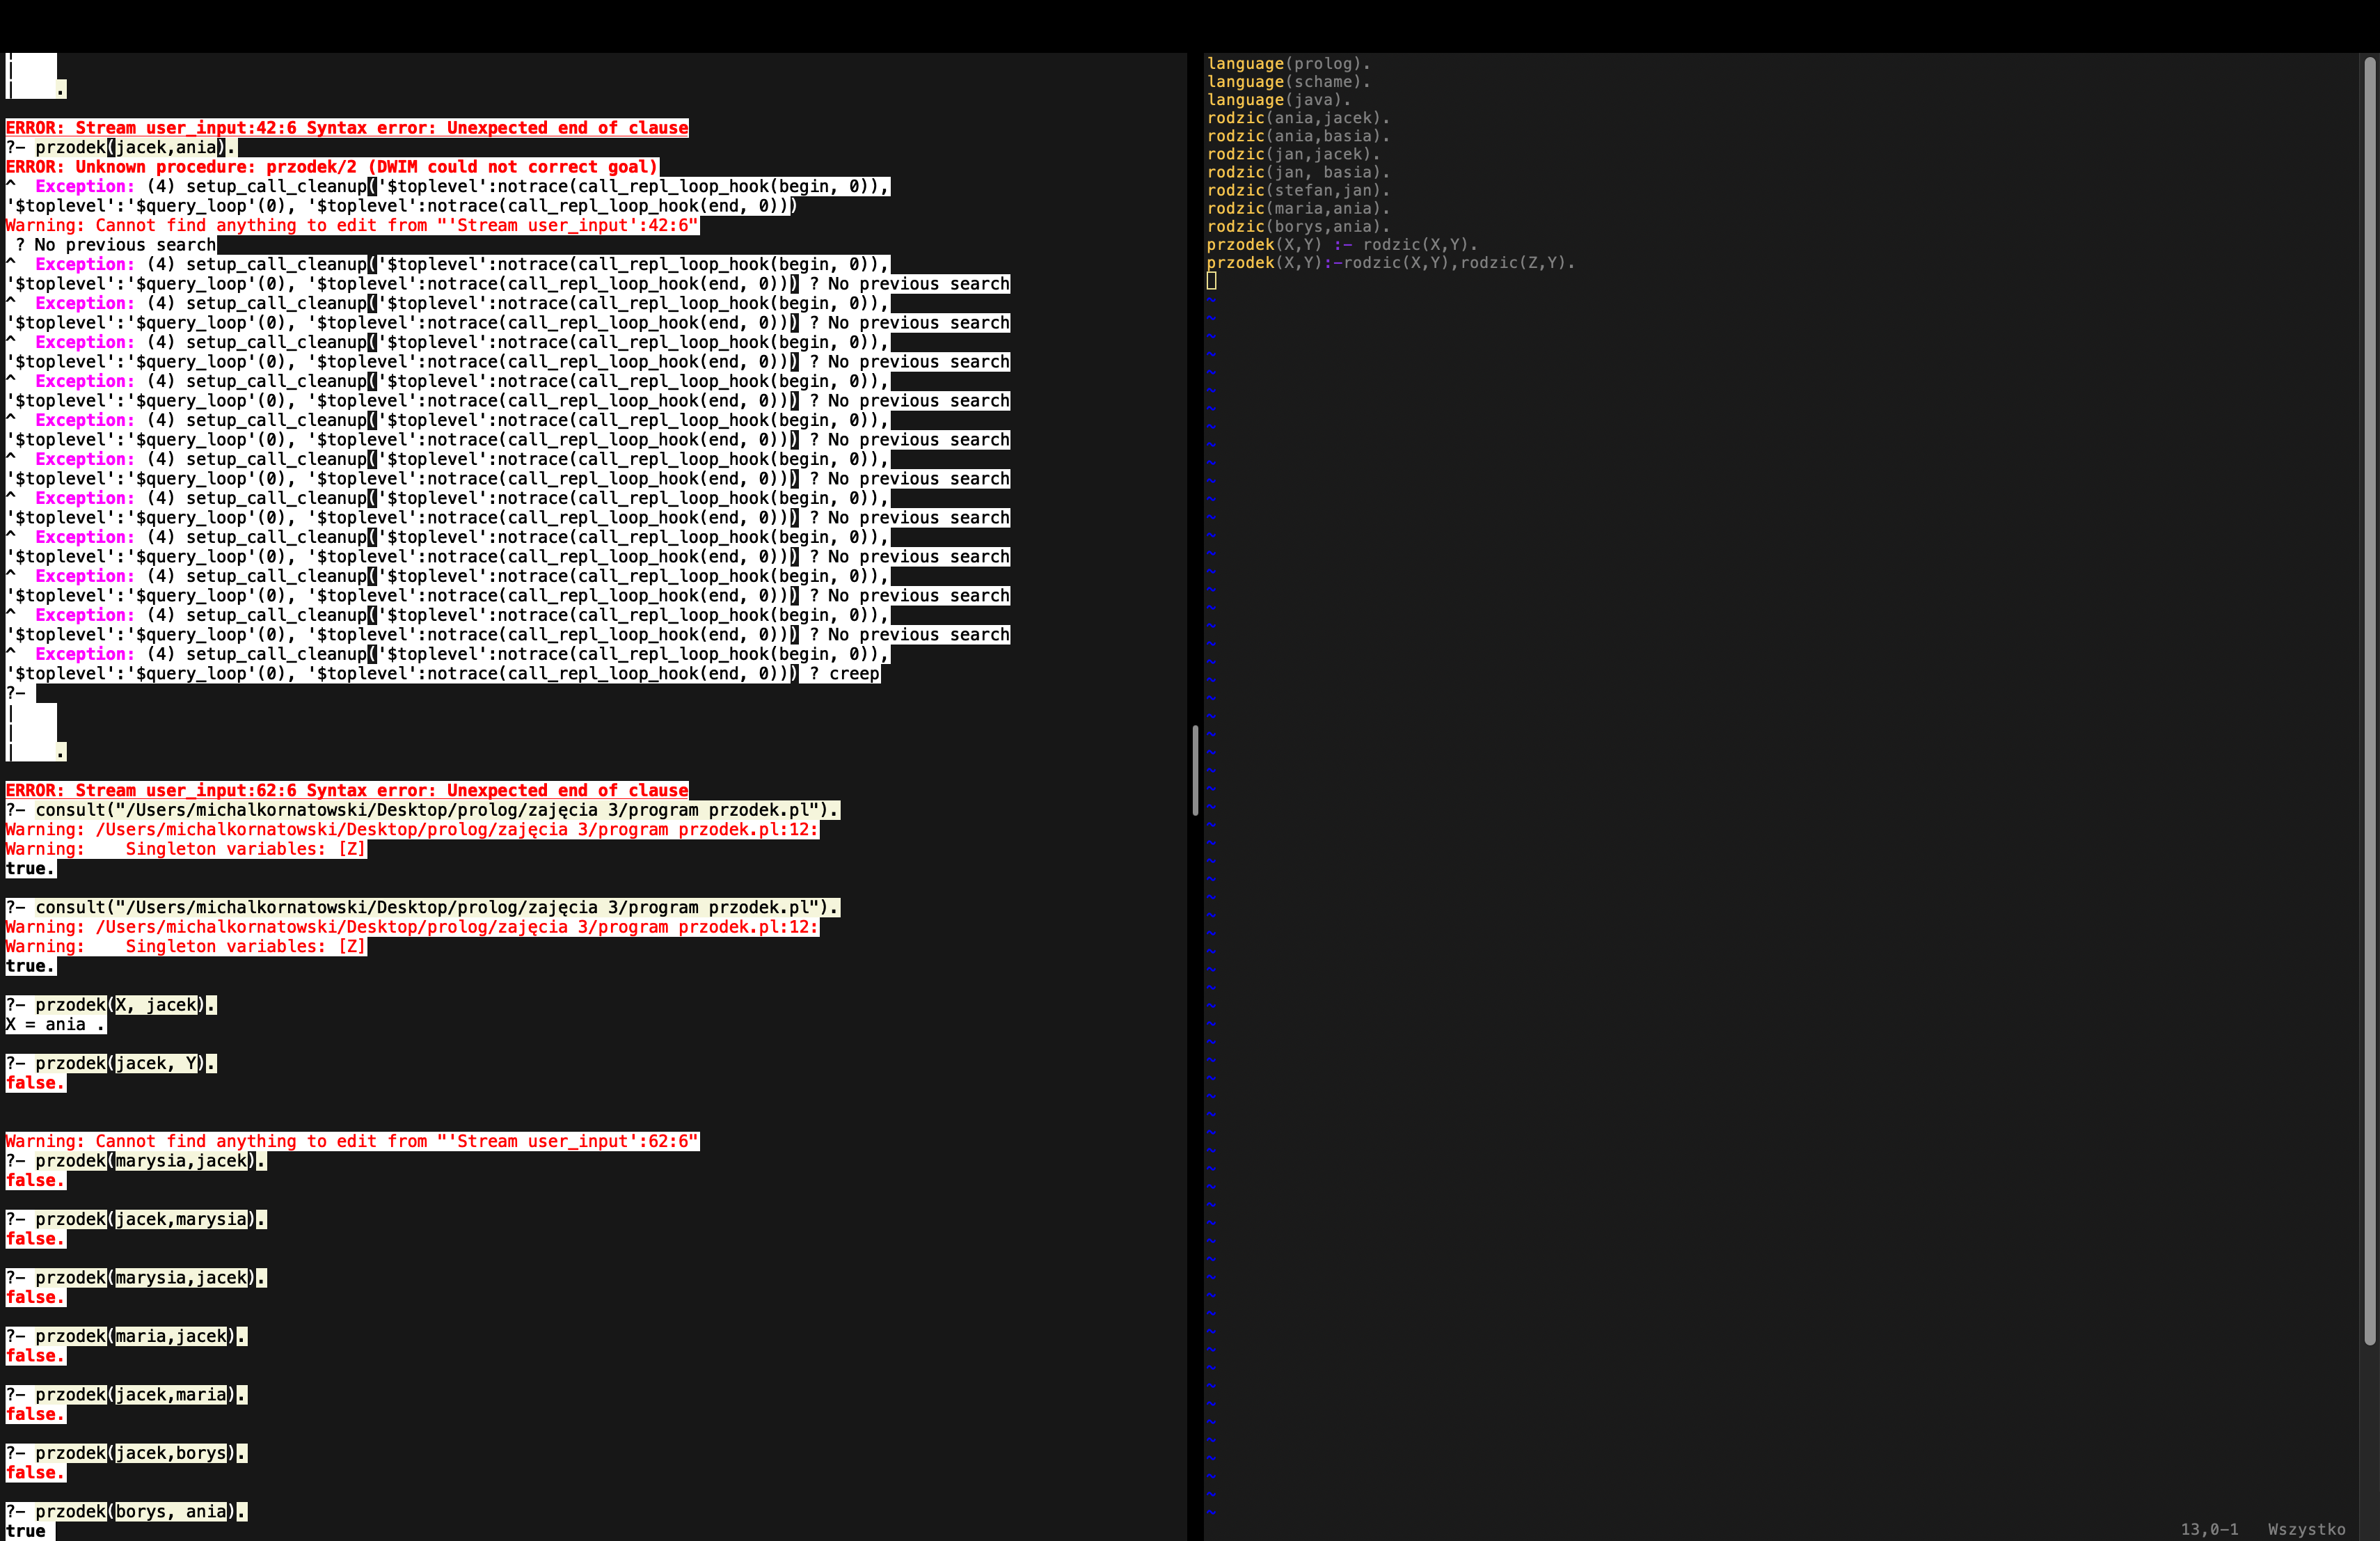 |
|
|     .
ERROR: Stream user_input:42:6 Syntax error: Unexpected end of clause
?- przodek(jacek,ania).
ERROR: Unknown procedure: przodek/2 (DWIM could not correct goal)
^  Exception: (4) setup_call_cleanup('$toplevel':notrace(call_repl_loop_hook(begin, 0)),
'$toplevel':'$query_loop'(0), '$toplevel':notrace(call_repl_loop_hook(end, 0)))
Warning: Cannot find anything to edit from "'Stream user_input':42:6"
 ? No previous search
^  Exception: (4) setup_call_cleanup('$toplevel':notrace(call_repl_loop_hook(begin, 0)),
'$toplevel':'$query_loop'(0), '$toplevel':notrace(call_repl_loop_hook(end, 0))) ? No previous search
^  Exception: (4) setup_call_cleanup('$toplevel':notrace(call_repl_loop_hook(begin, 0)),
'$toplevel':'$query_loop'(0), '$toplevel':notrace(call_repl_loop_hook(end, 0))) ? No previous search
^  Exception: (4) setup_call_cleanup('$toplevel':notrace(call_repl_loop_hook(begin, 0)),
'$toplevel':'$query_loop'(0), '$toplevel':notrace(call_repl_loop_hook(end, 0))) ? No previous search
^  Exception: (4) setup_call_cleanup('$toplevel':notrace(call_repl_loop_hook(begin, 0)),
'$toplevel':'$query_loop'(0), '$toplevel':notrace(call_repl_loop_hook(end, 0))) ? No previous search
^  Exception: (4) setup_call_cleanup('$toplevel':notrace(call_repl_loop_hook(begin, 0)),
'$toplevel':'$query_loop'(0), '$toplevel':notrace(call_repl_loop_hook(end, 0))) ? No previous search
^  Exception: (4) setup_call_cleanup('$toplevel':notrace(call_repl_loop_hook(begin, 0)),
'$toplevel':'$query_loop'(0), '$toplevel':notrace(call_repl_loop_hook(end, 0))) ? No previous search
^  Exception: (4) setup_call_cleanup('$toplevel':notrace(call_repl_loop_hook(begin, 0)),
'$toplevel':'$query_loop'(0), '$toplevel':notrace(call_repl_loop_hook(end, 0))) ? No previous search
^  Exception: (4) setup_call_cleanup('$toplevel':notrace(call_repl_loop_hook(begin, 0)),
'$toplevel':'$query_loop'(0), '$toplevel':notrace(call_repl_loop_hook(end, 0))) ? No previous search
^  Exception: (4) setup_call_cleanup('$toplevel':notrace(call_repl_loop_hook(begin, 0)),
'$toplevel':'$query_loop'(0), '$toplevel':notrace(call_repl_loop_hook(end, 0))) ? No previous search
^  Exception: (4) setup_call_cleanup('$toplevel':notrace(call_repl_loop_hook(begin, 0)),
'$toplevel':'$query_loop'(0), '$toplevel':notrace(call_repl_loop_hook(end, 0))) ? No previous search
^  Exception: (4) setup_call_cleanup('$toplevel':notrace(call_repl_loop_hook(begin, 0)),
'$toplevel':'$query_loop'(0), '$toplevel':notrace(call_repl_loop_hook(end, 0))) ? creep
?-
|
|
|     .
ERROR: Stream user_input:62:6 Syntax error: Unexpected end of clause
?- consult("/Users/michalkornatowski/Desktop/prolog/zajęcia 3/program przodek.pl").
Warning: /Users/michalkornatowski/Desktop/prolog/zajęcia 3/program przodek.pl:12:
Warning:    Singleton variables: [Z]
true.
?- consult("/Users/michalkornatowski/Desktop/prolog/zajęcia 3/program przodek.pl").
Warning: /Users/michalkornatowski/Desktop/prolog/zajęcia 3/program przodek.pl:12:
Warning:    Singleton variables: [Z]
true.
?- przodek(X, jacek).
X = ania .
?- przodek(jacek, Y).
false.
Warning: Cannot find anything to edit from "'Stream user_input':62:6"
?- przodek(marysia,jacek).
false.
?- przodek(jacek,marysia).
false.
?- przodek(marysia,jacek).
false.
?- przodek(maria,jacek).
false.
?- przodek(jacek,maria).
false.
?- przodek(jacek,borys).
false.
?- przodek(borys, ania).
true
language(prolog).
language(schame).
language(java).
rodzic(ania,jacek).
rodzic(ania,basia).
rodzic(jan,jacek).
rodzic(jan, basia).
rodzic(stefan,jan).
rodzic(maria,ania).
rodzic(borys,ania).
przodek(X,Y) :- rodzic(X,Y).
przodek(X,Y):-rodzic(X,Y),rodzic(Z,Y).
13,0-1   Wszystko